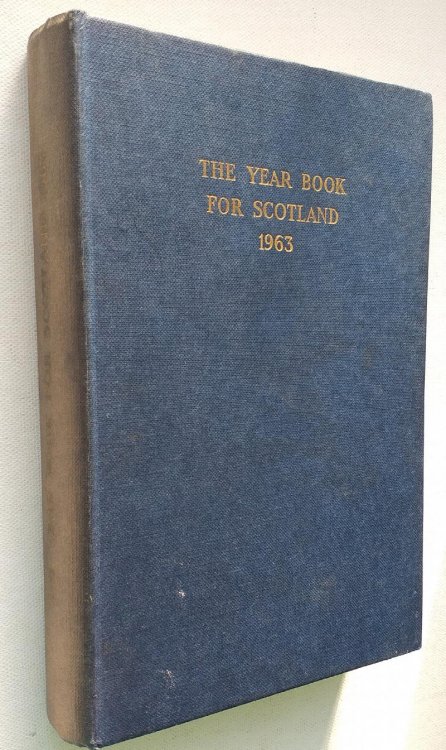 THE YEAR BOOK
FOR SCOTLAND
1963